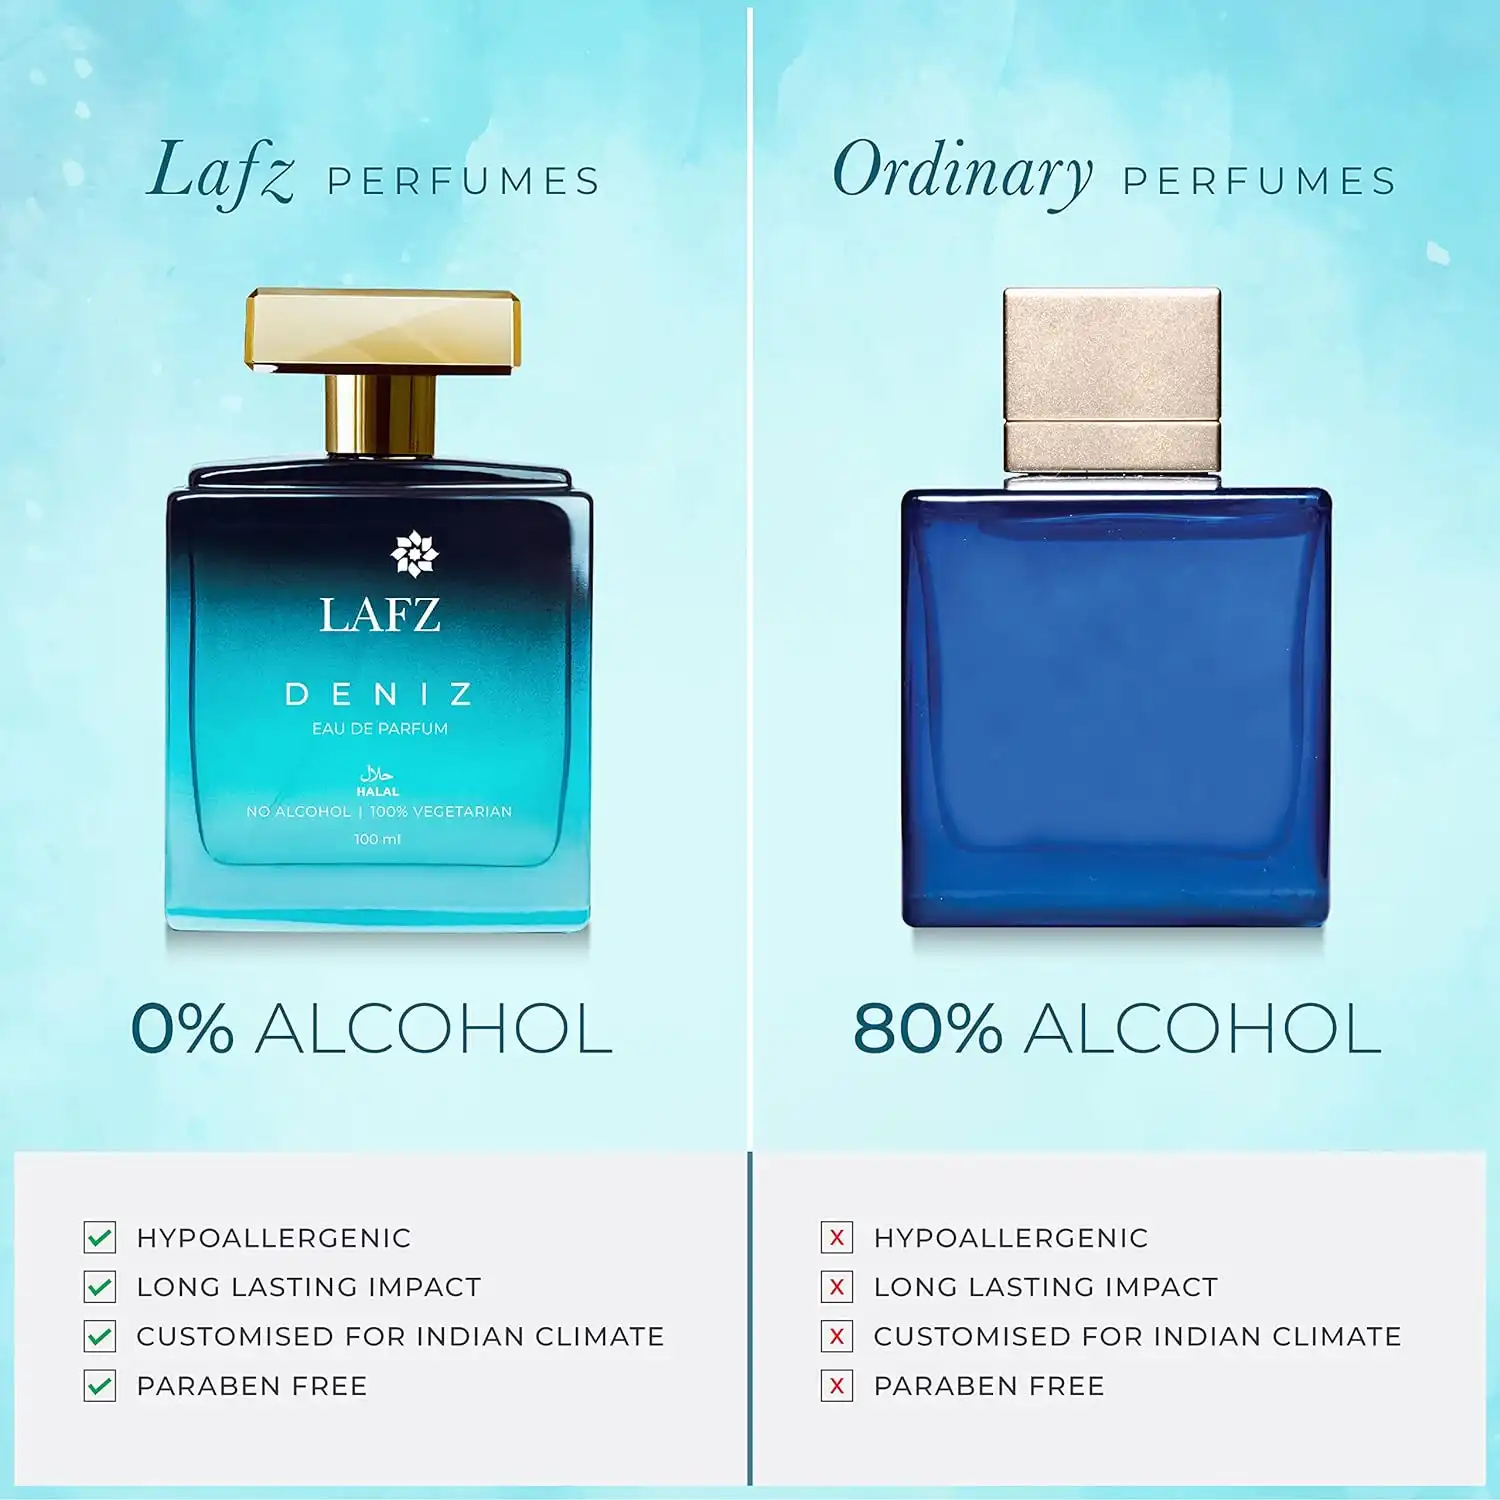 Lafz PERFUMES
LAFZ
DENIZ
EAU DE PARFUM
حلال
HALAL
NO ALCOHOL | 100% VEGETARIAN
100 ml
0% ALCOHOL
HYPOALLERGENIC
LONG LASTING IMPACT
CUSTOMISED FOR INDIAN CLIMATE
PARABEN FREE
Ordinary PERFUMES
80% ALCOHOL
X HYPOALLERGENIC
X LONG LASTING IMPACT
X CUSTOMISED FOR INDIAN CLIMATE
X PARABEN FREE